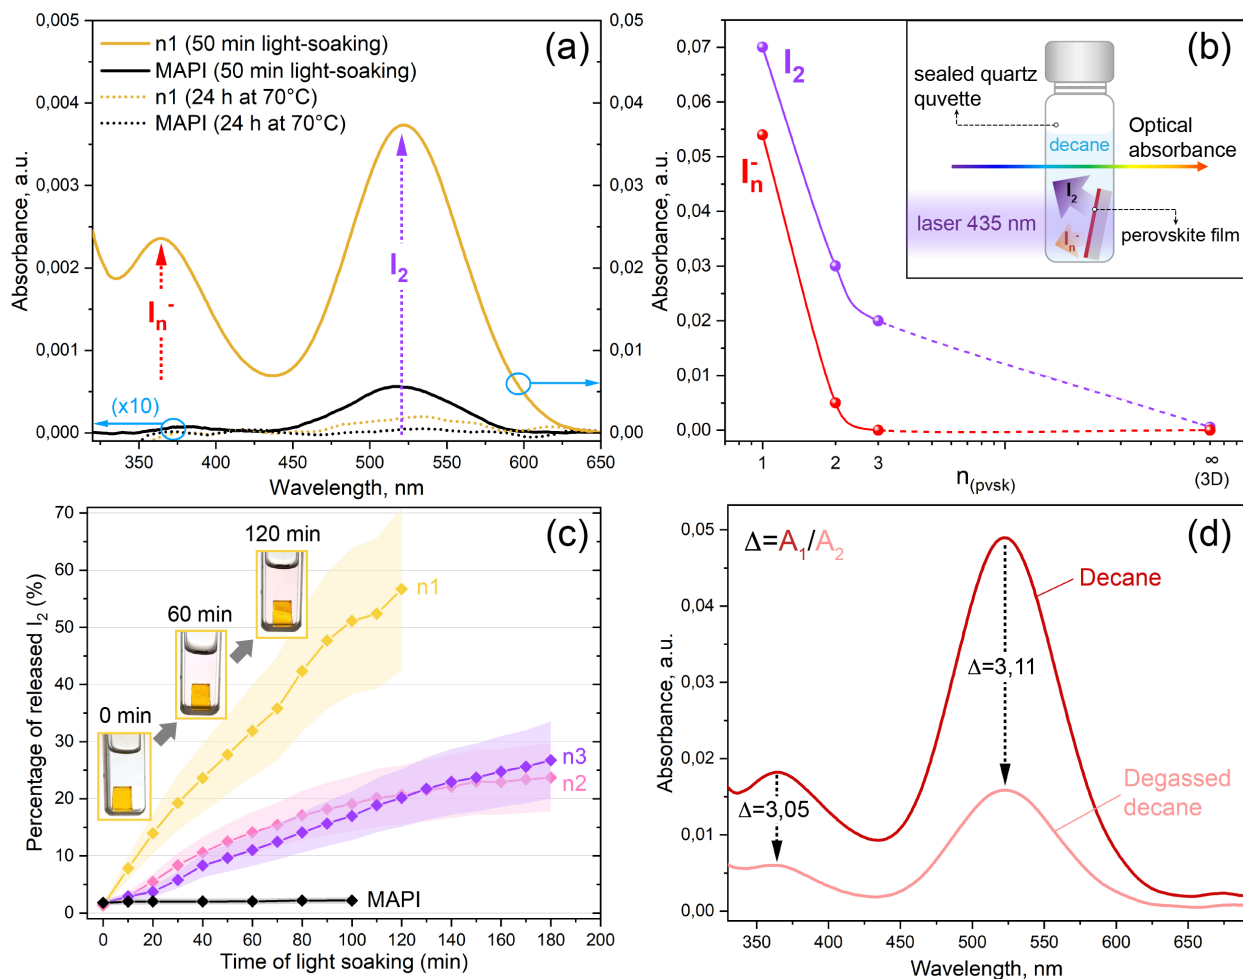 (a)
n1 (50 min light-soaking)
MAPI (50 min light-soaking)
n1 (24 h at 70°C)
MAPI (24 h at 70°C)
Absorbance, a.u.
0,005
0,004
0,003
0,002
0,001
0,000
0,05
0,04
0,03
0,02
0,01
0,00
In-
I2
(x10)
350 400 450 500 550 600 650
Wavelength, nm
(b)
Absorbance, a.u.
0,07
0,06
0,05
0,04
0,03
0,02
0,01
0,00
I2
In-
sealed quartz
quvette
decane
Optical
absorbance
I2
In-
laser 435 nm
perovskite film
1 2 3 ∞
(3D)
n(pvsk)
(c)
Percentage of released I2 (%)
70
60
50
40
30
20
10
0
120 min
60 min
0 min
n1
n3
n2
MAPI
0 20 40 60 80 100 120 140 160 180 200
Time of light soaking (min)
(d)
Δ=A1/A2
Absorbance, a.u.
0,05
0,04
0,03
0,02
0,01
0,00
Decane
Δ=3,11
Degassed
decane
Δ=3,05
350 400 450 500 550 600 650
Wavelength, nm